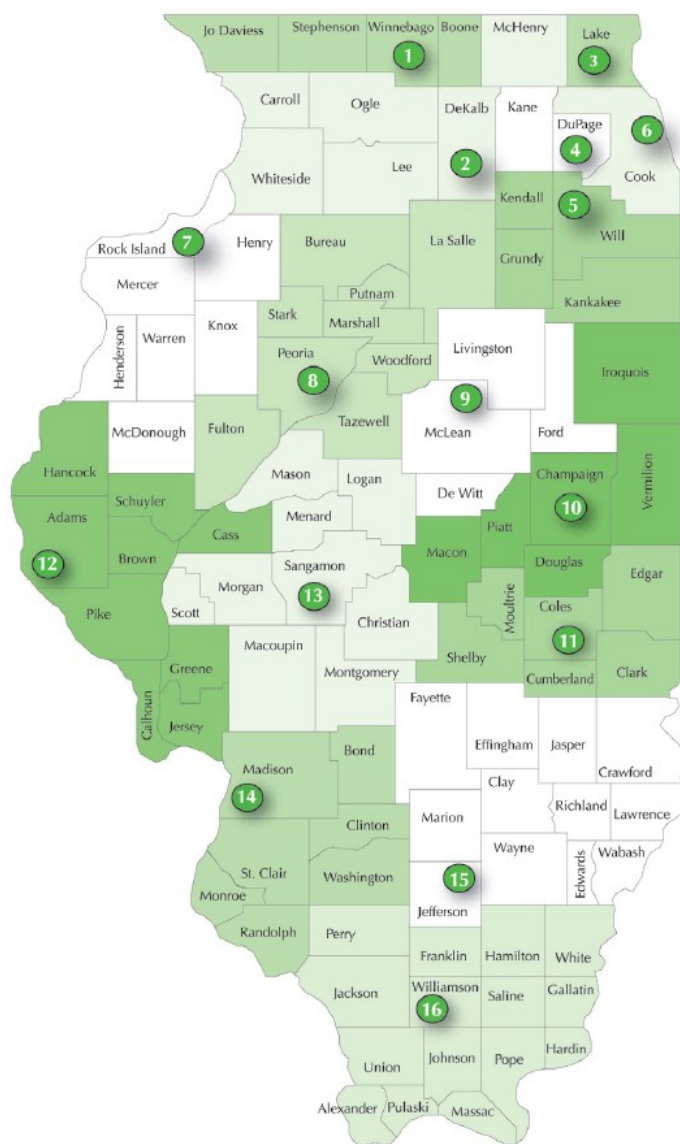 Jo Daviess
Stephenson
Winnebago
Boone
McHenry
Lake
1
3
Carroll
Ogle
DeKalb
Kane
DuPage
6
2
4
Whiteside
Lee
Cook
Kendall
5
Will
Rock Island
7
Henry
Bureau
La Salle
Grundy
Mercer
Putnam
Kankakee
Stark
Marshall
Henderson
Warren
Knox
Peoria
Woodford
Livingston
Iroquois
8
9
McDonough
Fulton
Tazewell
McLean
Ford
Hancock
Mason
Logan
De Witt
Champaign
Vermilion
Schuyler
10
Adams
Menard
Piatt
Cass
Macon
12
Brown
Sangamon
Douglas
Edgar
Morgan
13
Moultrie
Coles
Pike
Scott
Christian
11
Macoupin
Shelby
Greene
Montgomery
Cumberland
Clark
Calhoun
Jersey
Fayette
Effingham
Jasper
Crawford
Bond
Madison
Clay
14
Marion
Richland
Lawrence
Clinton
Wayne
Edwards
Wabash
St. Clair
Washington
15
Monroe
Jefferson
Randolph
Perry
Franklin
Hamilton
White
Jackson
Williamson
Saline
Gallatin
16
Union
Johnson
Pope
Hardin
Alexander
Pulaski
Massac